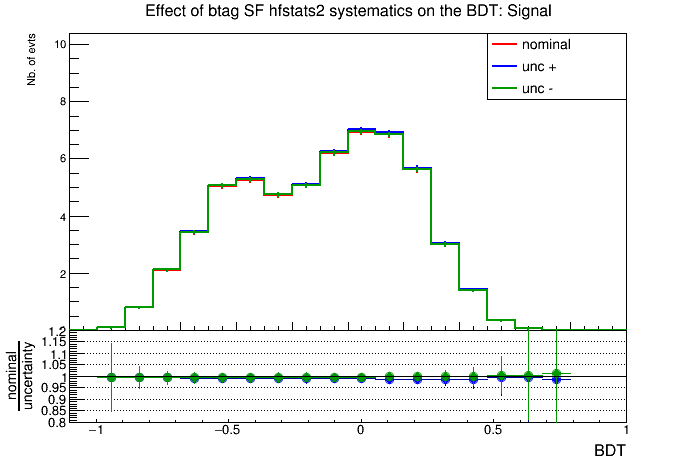 Effect of btag SF hfstats2 systematics on the BDT: Signal
Nb. of evts
10
8
6
4
2
nominal
unc +
unc -
nominal
uncertainty
1.2
1.15
1.1
1.05
1
0.95
0.9
0.85
0.8
−1
−0.5
0
0.5
1
BDT